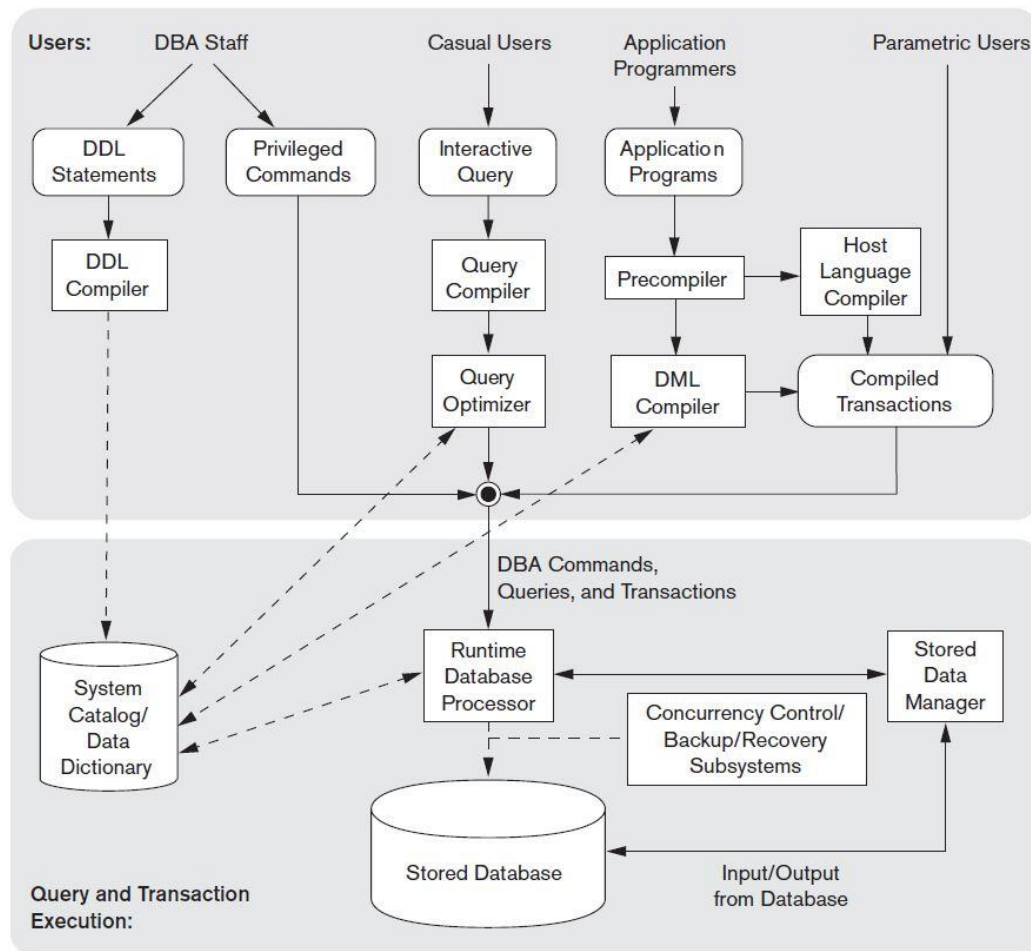 Users:
DBA Staff
Casual Users
Application
Programmers
Parametric Users
DDL
Statements
Privileged
Commands
Interactive
Query
Application
Programs
DDL
Compiler
Query
Compiler
Precompiler
Host
Language
Compiler
Query
Optimizer
DML
Compiler
Compiled
Transactions
DBA Commands,
Queries, and Transactions
System
Catalog/
Data
Dictionary
Runtime
Database
Processor
Stored
Data
Manager
Concurrency Control/
Backup/Recovery
Subsystems
Stored Database
Input/Output
from Database
Query and Transaction
Execution: